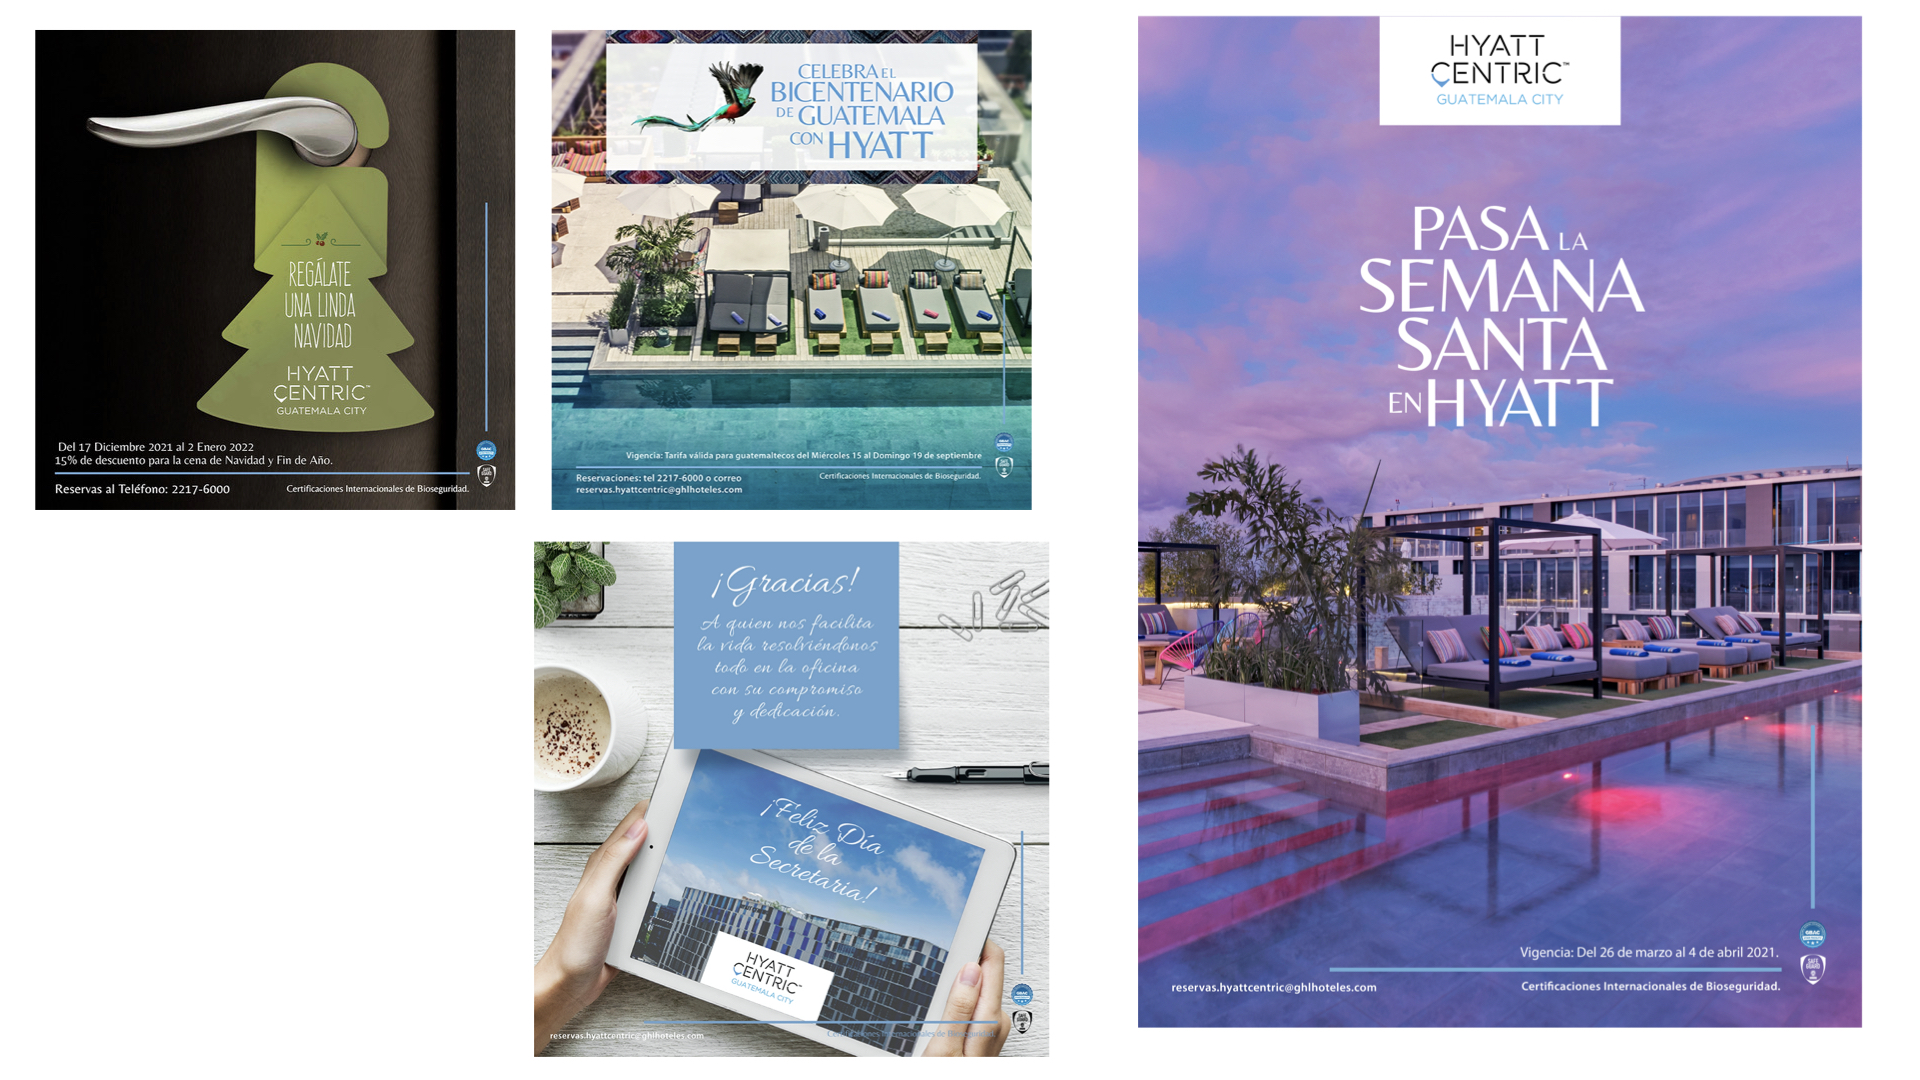 REGÁLATE
UNA LINDA
NAVIDAD
HYATT
CENTRIC™
GUATEMALA CITY
Del 17 Diciembre 2021 al 2 Enero 2022
15% de descuento para la cena de Navidad y Fin de Año.
Reservas al Teléfono: 2217-6000
Certificaciones Internacionales de Bioseguridad.
CELEBRA EL
BICENTENARIO
DE GUATEMALA
CON HYATT
Vigencia: Tarifa válida para guatemaltecos del Miércoles 15 al Domingo 19 de septiembre
Reservaciones: tel 2217-6000 o correo
reservas.hyattcentric@ghlhoteles.com
Certificaciones Internacionales de Bioseguridad.
¡Gracias!
A quien nos facilita
la vida resolviéndonos
todo en la oficina
con su compromiso
y dedicación.
¡Feliz Día
de la
Secretaria!
HYATT
CENTRIC™
GUATEMALA CITY
reservas.hyattcentric@ghlhoteles.com
Certificaciones Internacionales de Bioseguridad.
HYATT
CENTRIC™
GUATEMALA CITY
PASA LA
SEMANA
SANTA
EN HYATT
Vigencia: Del 26 de marzo al 4 de abril 2021.
reservas.hyattcentric@ghlhoteles.com
Certificaciones Internacionales de Bioseguridad.
GBAC
SAFE
GUARD